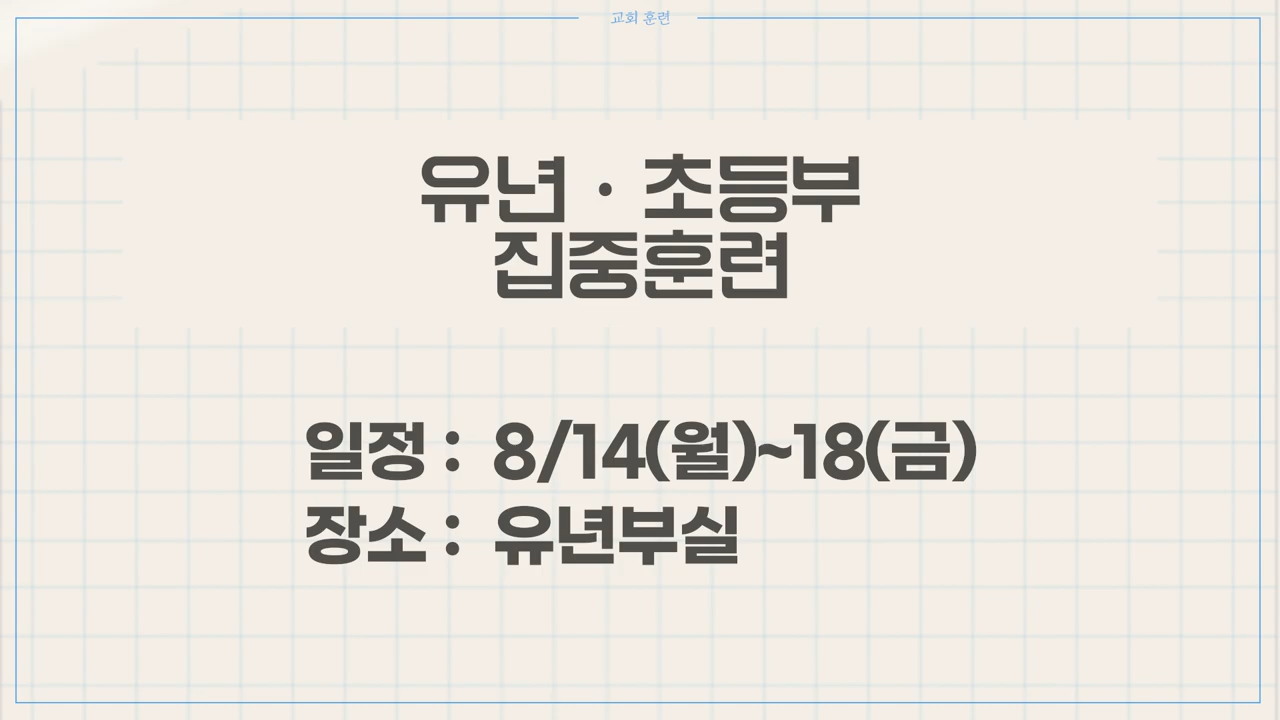 교회 훈련
유년 · 초등부
집중훈련
일정 : 8/14(월)~18(금)
장소 : 유년부실